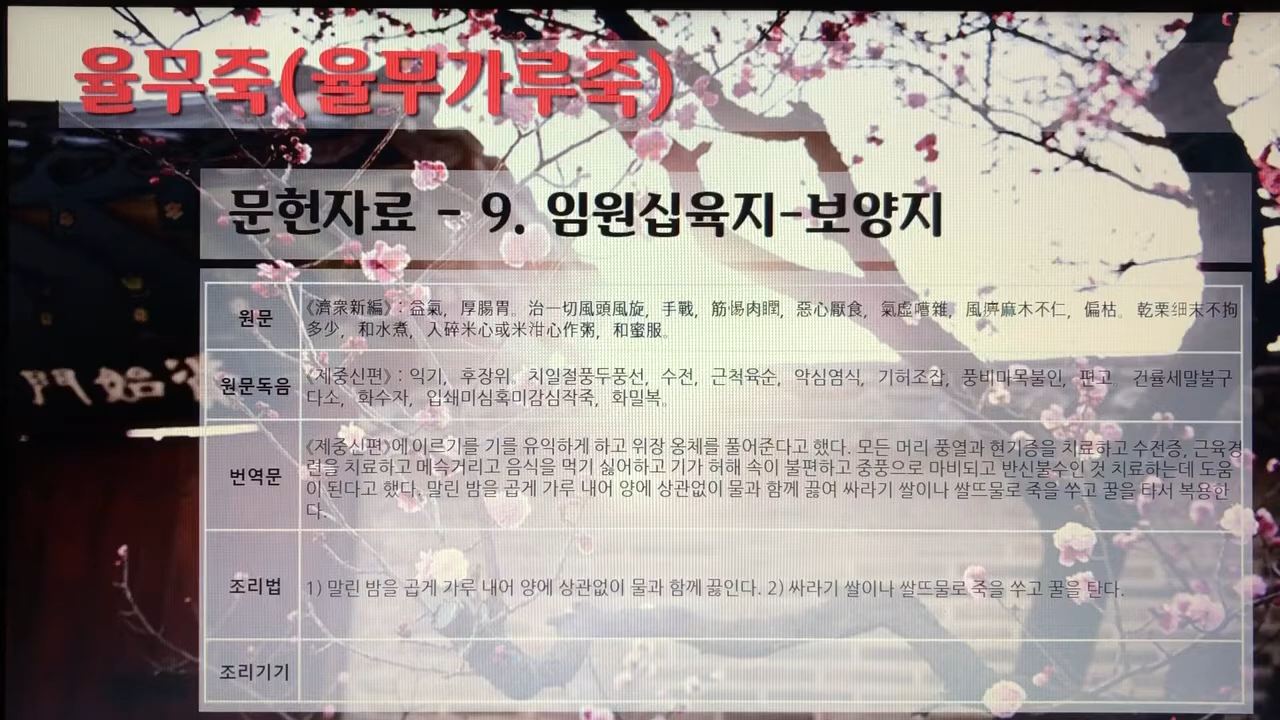 율무죽(율무가루죽)
문헌자료 - 9. 임원십육지-보양지
원문
《濟衆新編》: 益氣, 厚腸胃。治一切風頭風旋, 手戰, 筋惕肉瞤, 惡心厭食, 氣虛嘈雜, 風痹麻木不仁, 偏枯。乾栗细末不拘
多少, 和水煮, 入碎米心或米泔心作粥, 和蜜服。
원문독음
《제중신편》: 익기, 후장위。치일절풍두풍선, 수전, 근척육순, 악심염식, 기허조잡, 풍비마목불인, 편고。건률세말불구
다소, 화수자, 입쇄미심혹미감심작죽, 화밀복。
번역문
《제중신편》에 이르기를 기를 유익하게 하고 위장 옹체를 풀어준다고 했다. 모든 머리 풍열과 현기증을 치료하고 수전증, 근육경
련을 치료하고 메슥거리고 음식을 먹기 싫어하고 기가 허해 속이 불편하고 중풍으로 마비되고 반신불수인 것 치료하는데 도움
이 된다고 했다. 말린 밤을 곱게 가루 내어 양에 상관없이 물과 함께 끓여 싸라기 쌀이나 쌀뜨물로 죽을 쑤고 꿀을 타서 복용한
다.
조리법
1) 말린 밤을 곱게 가루 내어 양에 상관없이 물과 함께 끓인다. 2) 싸라기 쌀이나 쌀뜨물로 죽을 쑤고 꿀을 탄다.
조리기기
門始